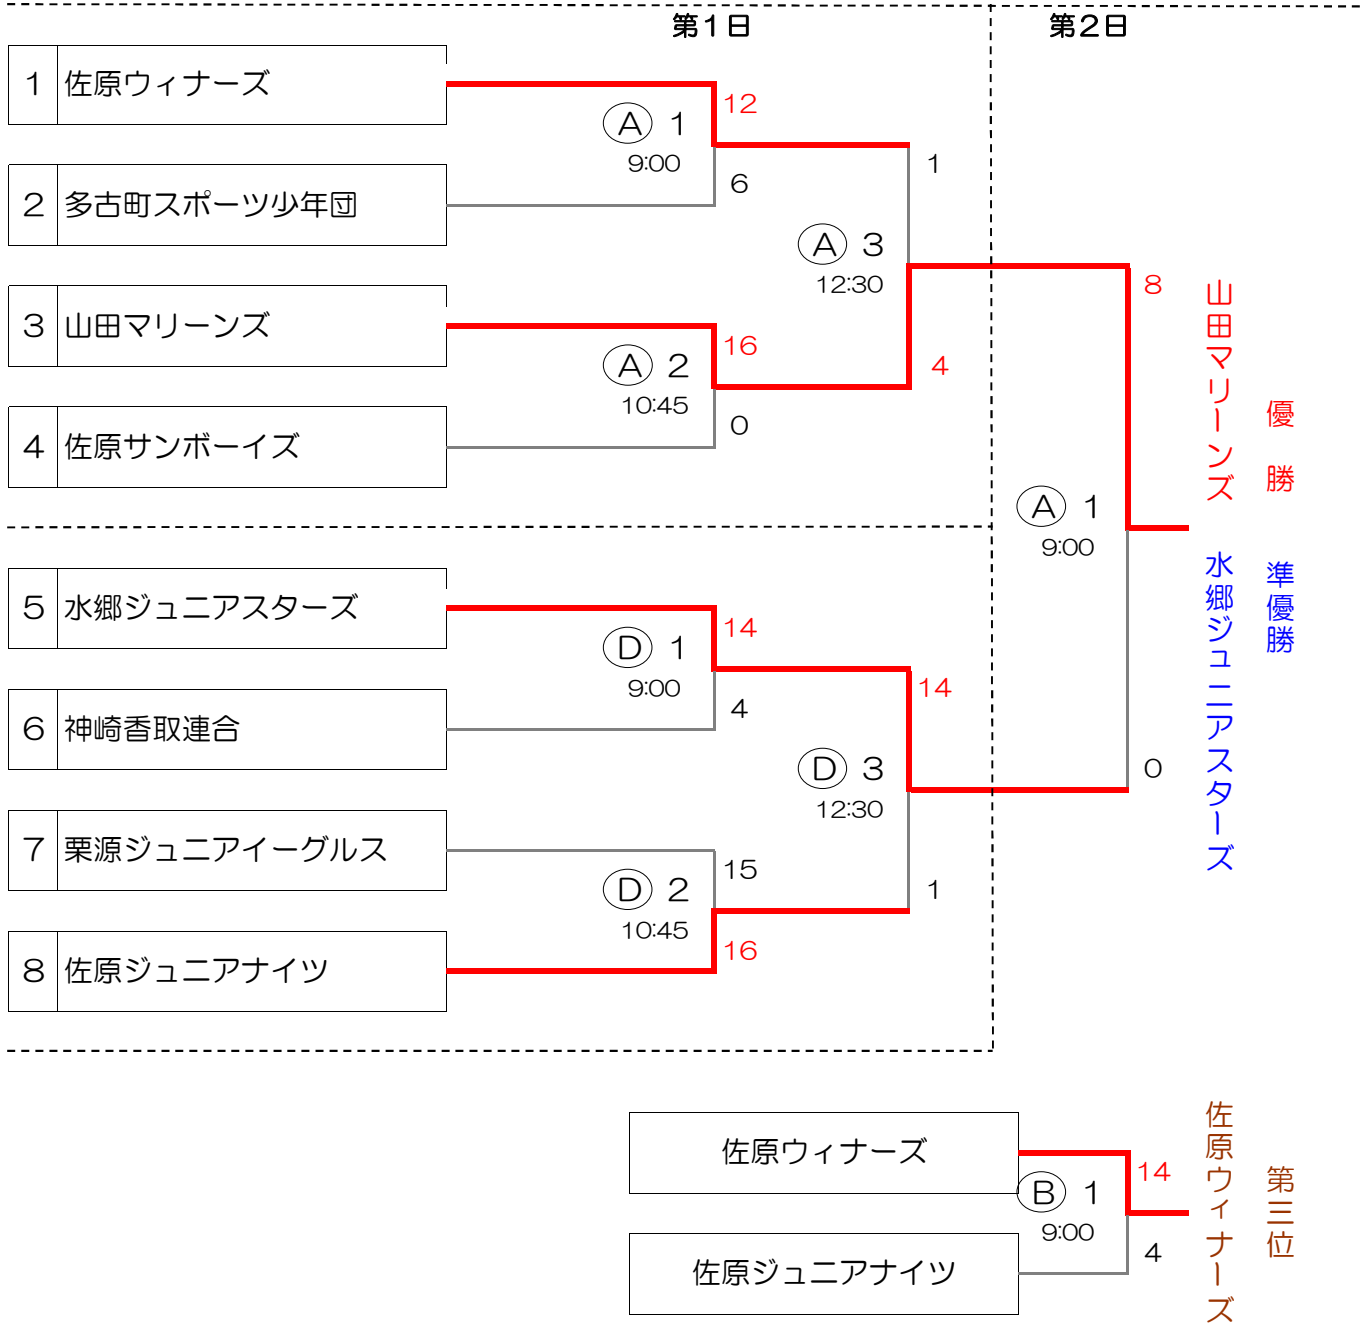 第1日
第2日
1 佐原ウィナーズ
2 多古町スポーツ少年団
3 山田マリーンズ
4 佐原サンボーイズ
5 水郷ジュニアスターズ
6 神崎香取連合
7 栗源ジュニアイーグルス
8 佐原ジュニアナイツ
A 1
9:00
12
6
A 2
10:45
16
0
A 3
12:30
1
4
D 1
9:00
14
4
D 2
10:45
15
16
D 3
12:30
14
1
A 1
9:00
8
0
山田マリーンズ
優勝
水郷ジュニアスターズ
準優勝
佐原ウィナーズ
佐原ジュニアナイツ
B 1
9:00
14
4
佐原ウィナーズ
第三位